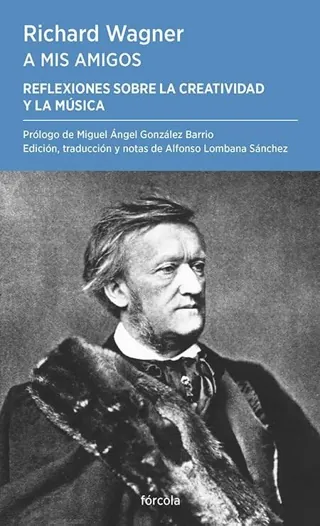 Richard Wagner
A MIS AMIGOS
REFLEXIONES SOBRE LA CREATIVIDAD
Y LA MÚSICA
Prólogo de Miguel Ángel González Barrio
Edición, traducción y notas de Alfonso Lombana Sánchez
fórcola